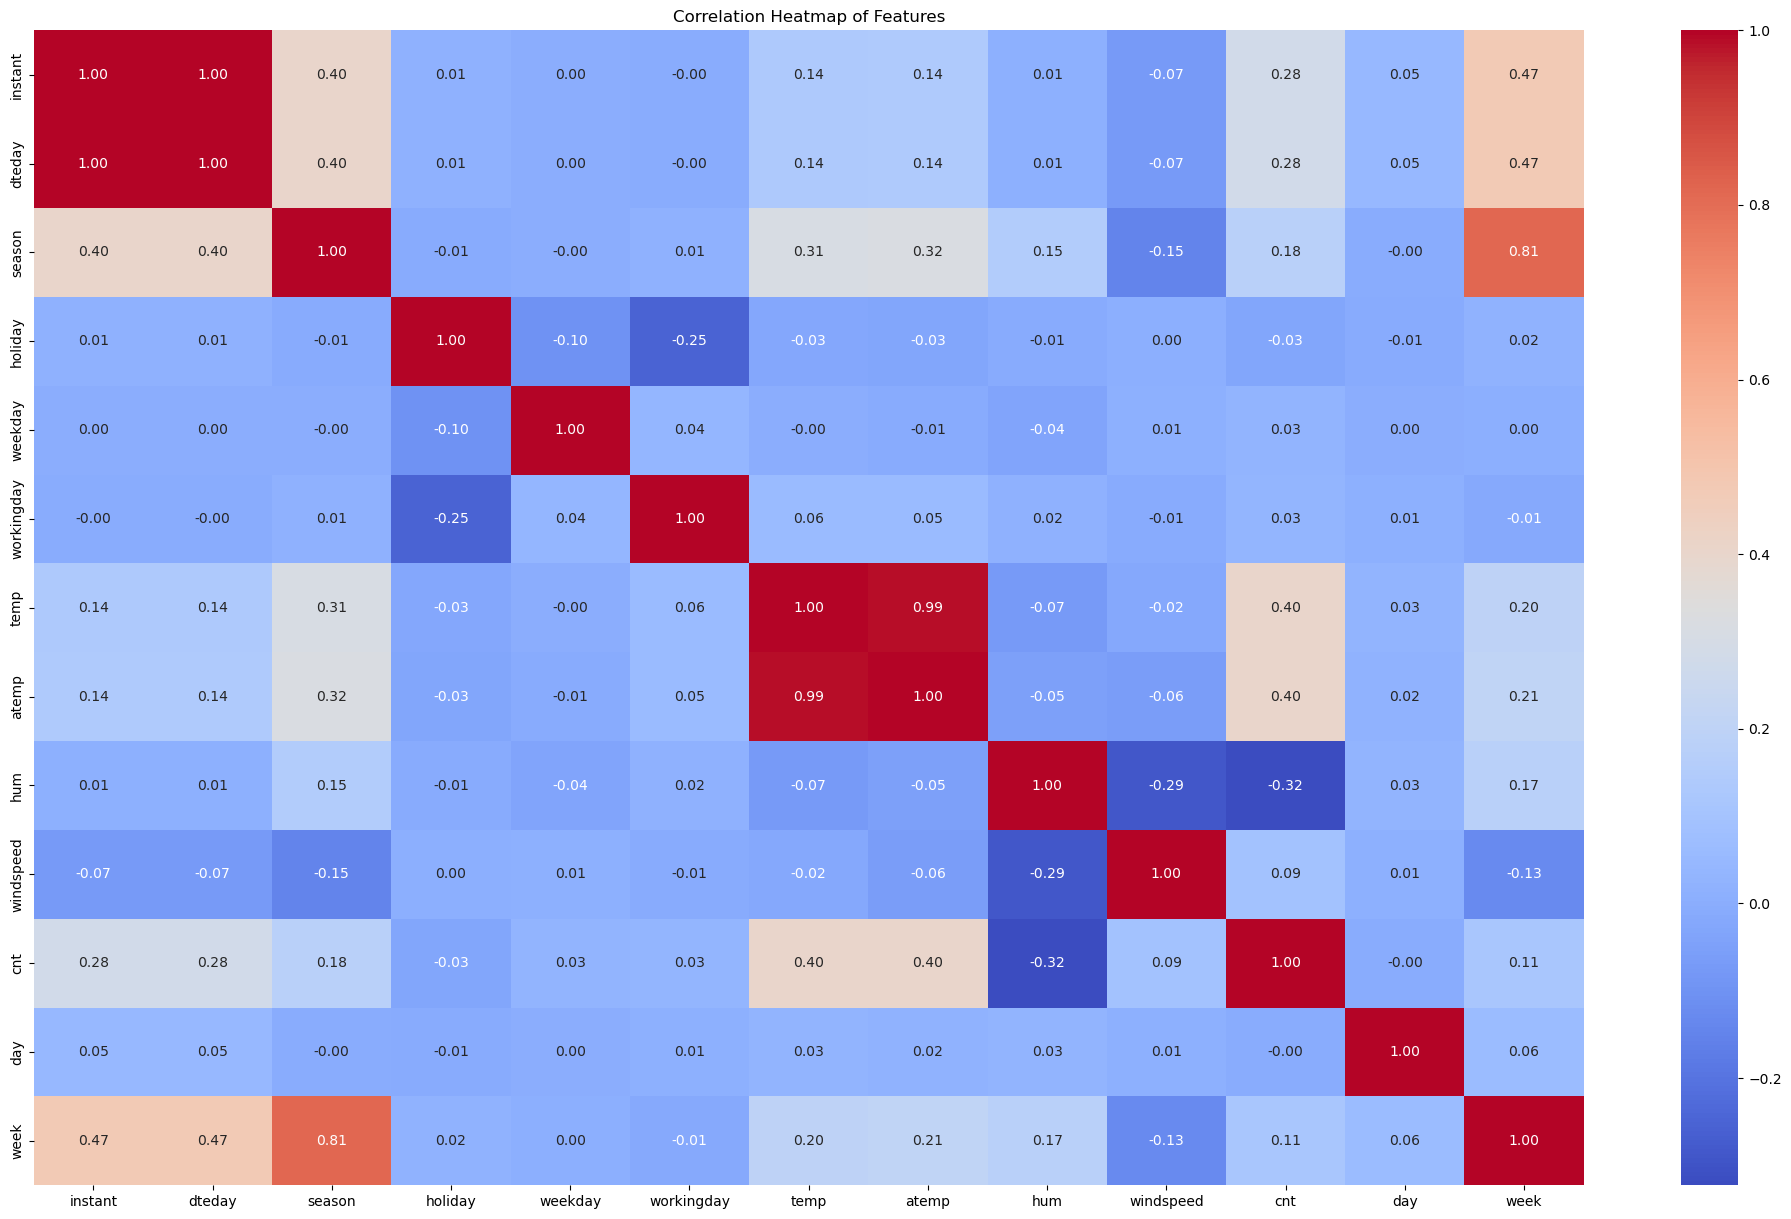 Correlation Heatmap of Features
instant 1.00 1.00 0.40 0.01 0.00 -0.00 0.14 0.14 0.01 -0.07 0.28 0.05 0.47
dteday 1.00 1.00 0.40 0.01 0.00 -0.00 0.14 0.14 0.01 -0.07 0.28 0.05 0.47
season 0.40 0.40 1.00 -0.01 -0.00 0.01 0.31 0.32 0.15 -0.15 0.18 -0.00 0.81
holiday 0.01 0.01 -0.01 1.00 -0.10 -0.25 -0.03 -0.03 -0.01 0.00 -0.03 -0.01 0.02
weekday 0.00 0.00 -0.00 -0.10 1.00 0.04 -0.00 -0.01 -0.04 0.01 0.03 0.00 0.00
workingday -0.00 -0.00 0.01 -0.25 0.04 1.00 0.06 0.05 0.02 -0.01 0.03 0.01 -0.01
temp 0.14 0.14 0.31 -0.03 -0.00 0.06 1.00 0.99 -0.07 -0.02 0.40 0.03 0.20
atemp 0.14 0.14 0.32 -0.03 -0.01 0.05 0.99 1.00 -0.05 -0.06 0.40 0.02 0.21
hum 0.01 0.01 0.15 -0.01 -0.04 0.02 -0.07 -0.05 1.00 -0.29 -0.32 0.03 0.17
windspeed -0.07 -0.07 -0.15 0.00 0.01 -0.01 -0.02 -0.06 -0.29 1.00 0.09 0.01 -0.13
cnt 0.28 0.28 0.18 -0.03 0.03 0.03 0.40 0.40 -0.32 0.09 1.00 -0.00 0.11
day 0.05 0.05 -0.00 -0.01 0.00 0.01 0.03 0.02 0.03 0.01 -0.00 1.00 0.06
week 0.47 0.47 0.81 0.02 0.00 -0.01 0.20 0.21 0.17 -0.13 0.11 0.06 1.00
instant dteday season holiday weekday workingday temp atemp hum windspeed cnt day week
1.0
0.8
0.6
0.4
0.2
0.0
−0.2